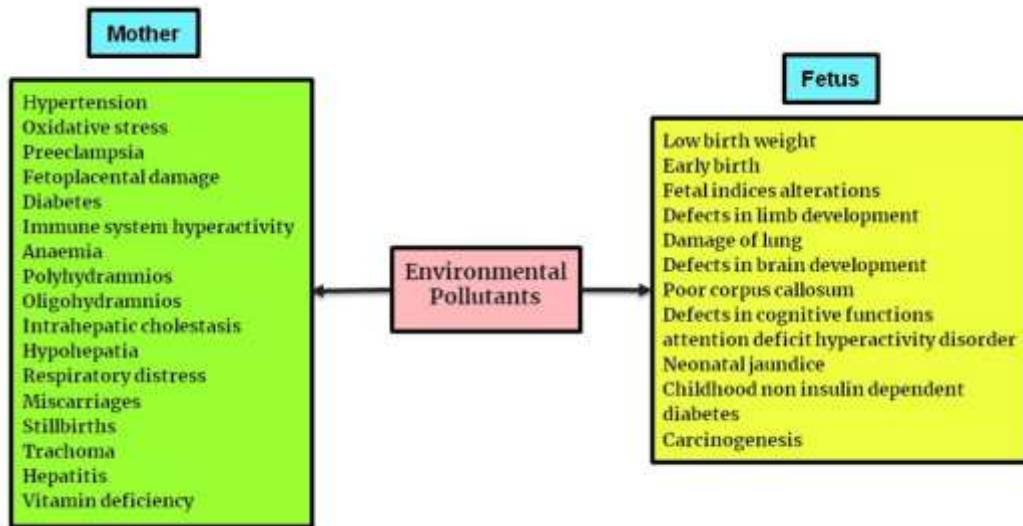 Mother
Hypertension
Oxidative stress
Preeclampsia
Fetoplacental damage
Diabetes
Immune system hyperactivity
Anaemia
Polyhydramnios
Oligohydramnios
Intrahepatic cholestasis
Hypohepatia
Respiratory distress
Miscarriages
Stillbirths
Trachoma
Hepatitis
Vitamin deficiency
Environmental
Pollutants
Fetus
Low birth weight
Early birth
Fetal indices alterations
Defects in limb development
Damage of lung
Defects in brain development
Poor corpus callosum
Defects in cognitive functions
attention deficit hyperactivity disorder
Neonatal jaundice
Childhood non insulin dependent
diabetes
Carcinogenesis